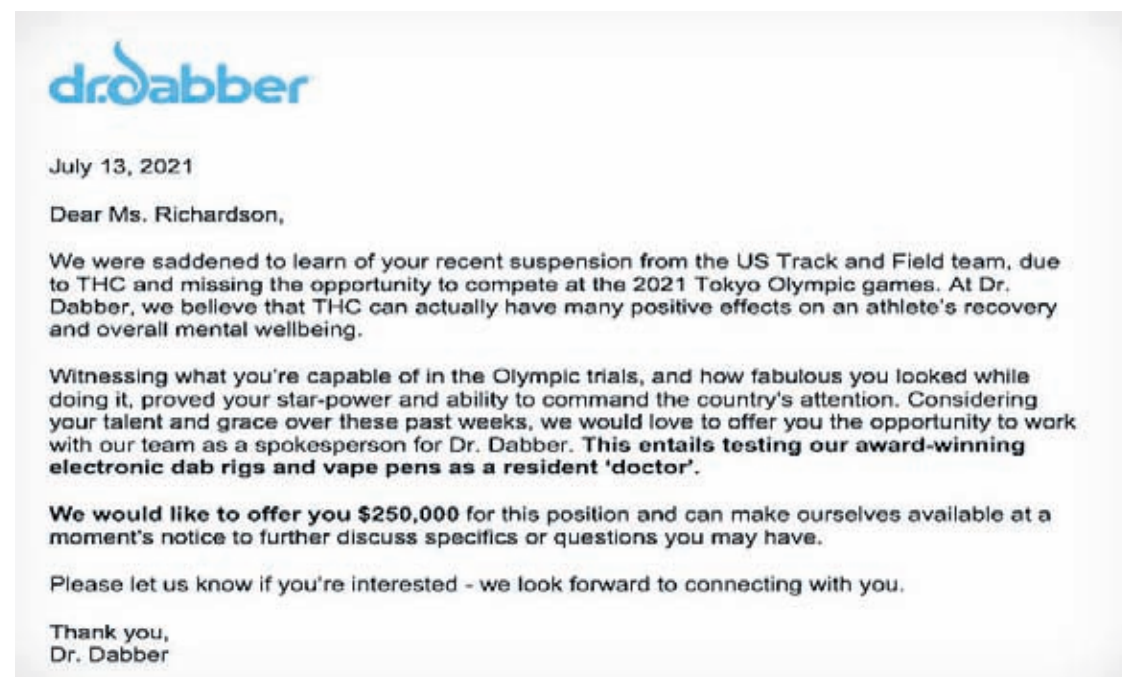 dr.dabber
July 13, 2021
Dear Ms. Richardson,
We were saddened to learn of your recent suspension from the US Track and Field team, due
to THC and missing the opportunity to compete at the 2021 Tokyo Olympic games. At Dr.
Dabber, we believe that THC can actually have many positive effects on an athlete's recovery
and overall mental wellbeing.
Witnessing what you're capable of in the Olympic trials, and how fabulous you looked while
doing it, proved your star-power and ability to command the country's attention. Considering
your talent and grace over these past weeks, we would love to offer you the opportunity to work
with our team as a spokesperson for Dr. Dabber. This entails testing our award-winning
electronic dab rigs and vape pens as a resident 'doctor'.
We would like to offer you $250,000 for this position and can make ourselves available at a
moment's notice to further discuss specifics or questions you may have.
Please let us know if you're interested - we look forward to connecting with you.
Thank you,
Dr. Dabber